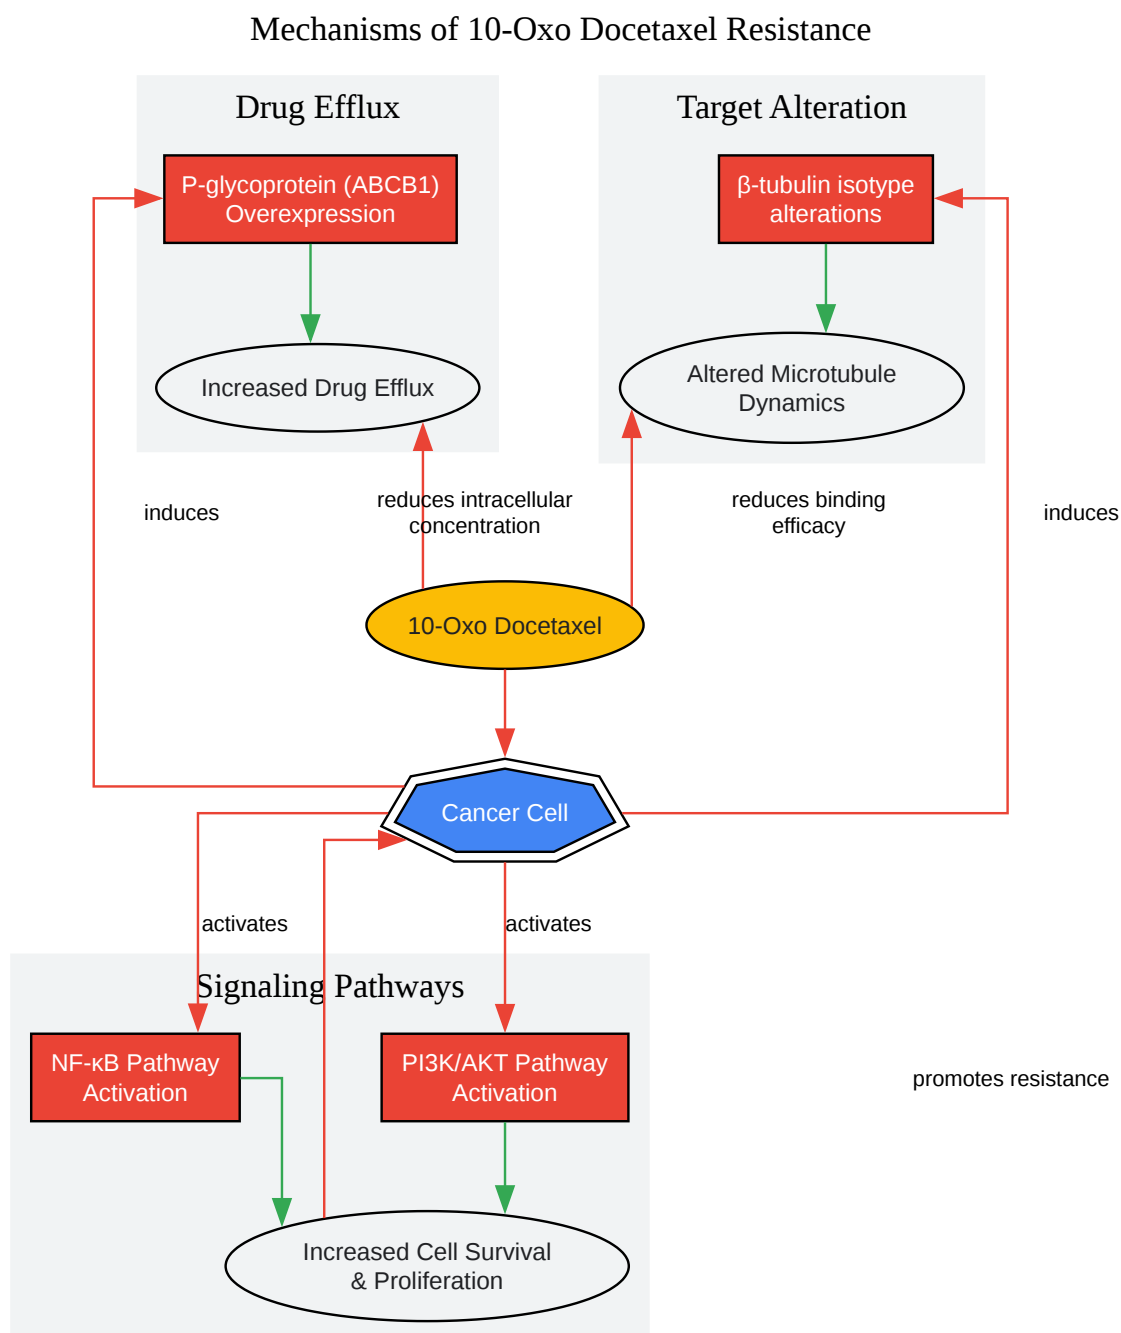 Mechanisms of 10-Oxo Docetaxel Resistance
Drug Efflux
P-glycoprotein (ABCB1)
Overexpression
Increased Drug Efflux
Target Alteration
β-tubulin isotype
alterations
Altered Microtubule
Dynamics
induces
reduces intracellular
concentration
reduces binding
efficacy
induces
10-Oxo Docetaxel
Cancer Cell
activates
activates
Signaling Pathways
NF-κB Pathway
Activation
PI3K/AKT Pathway
Activation
promotes resistance
Increased Cell Survival
& Proliferation